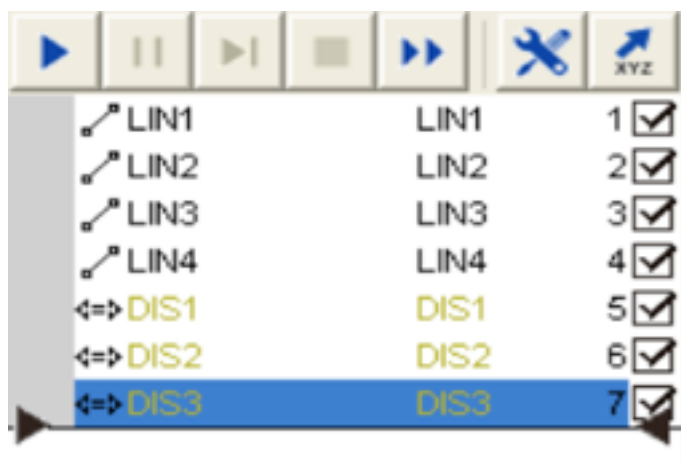 XYZ
LIN1 LIN1 1
LIN2 LIN2 2
LIN3 LIN3 3
LIN4 LIN4 4
DIS1 DIS1 5
DIS2 DIS2 6
DIS3 DIS3 7